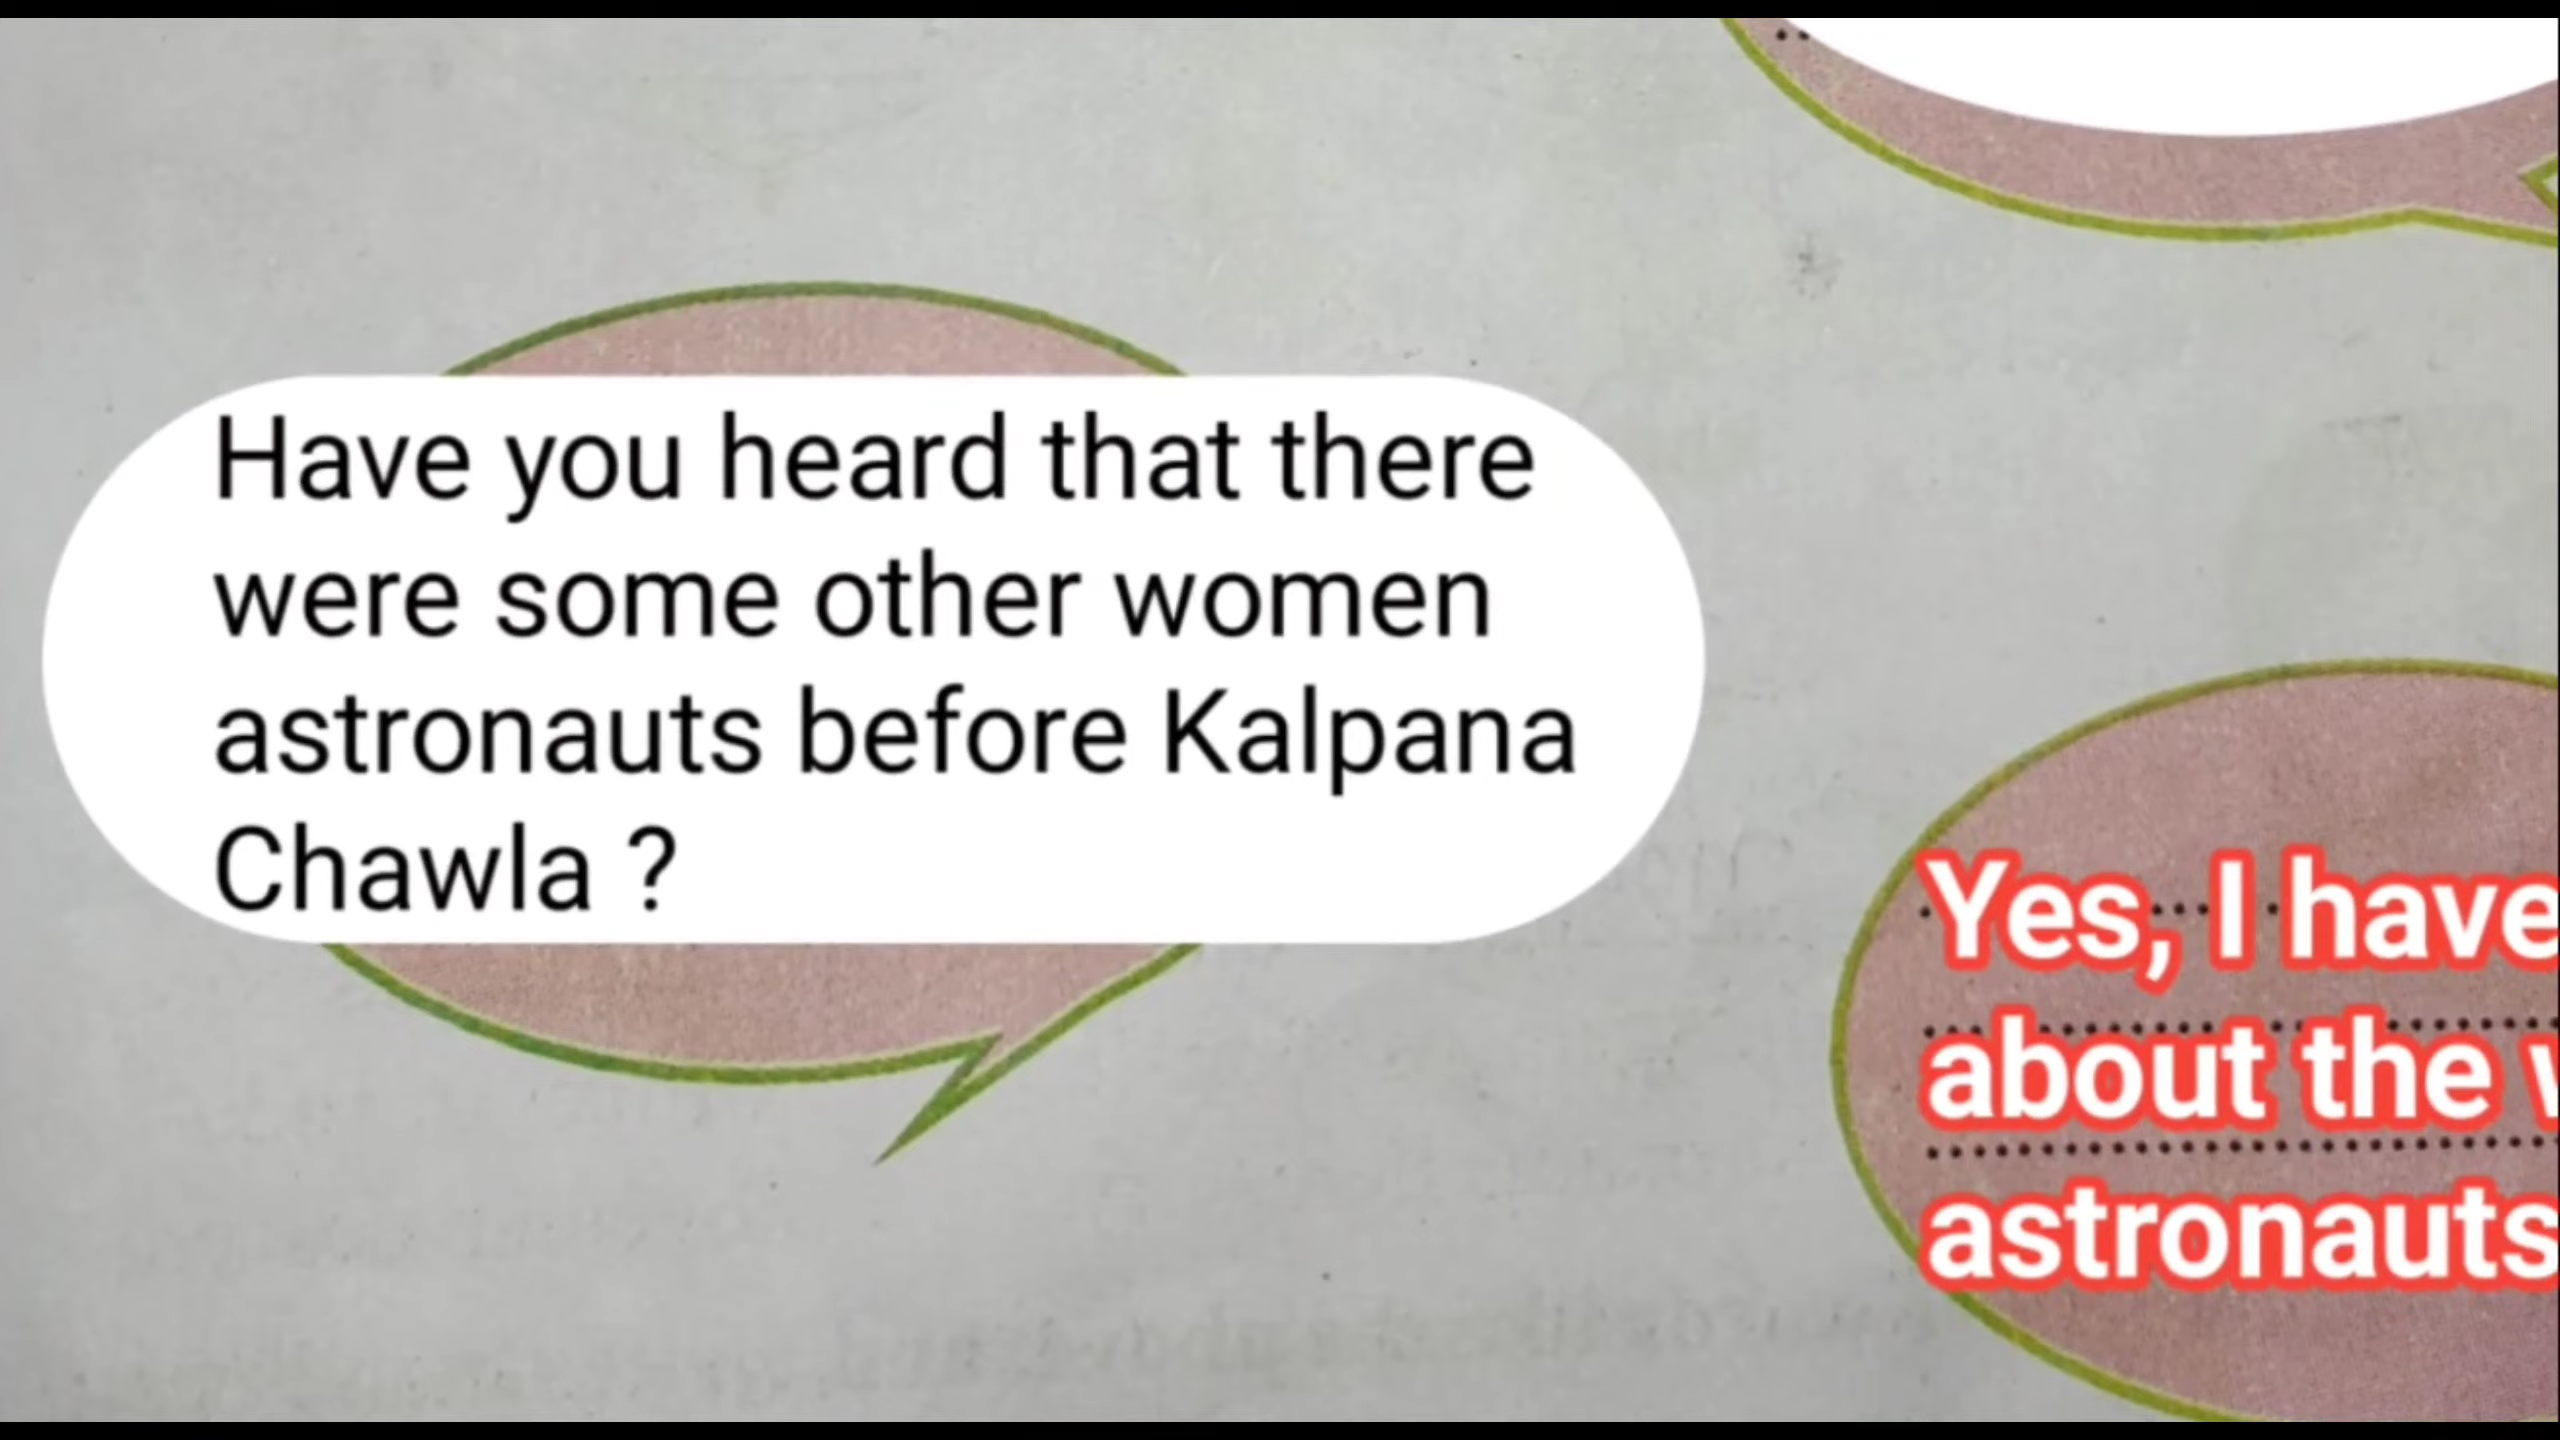 Have you heard that there
were some other women
astronauts before Kalpana
Chawla ?
Yes, I have
about the
astronauts